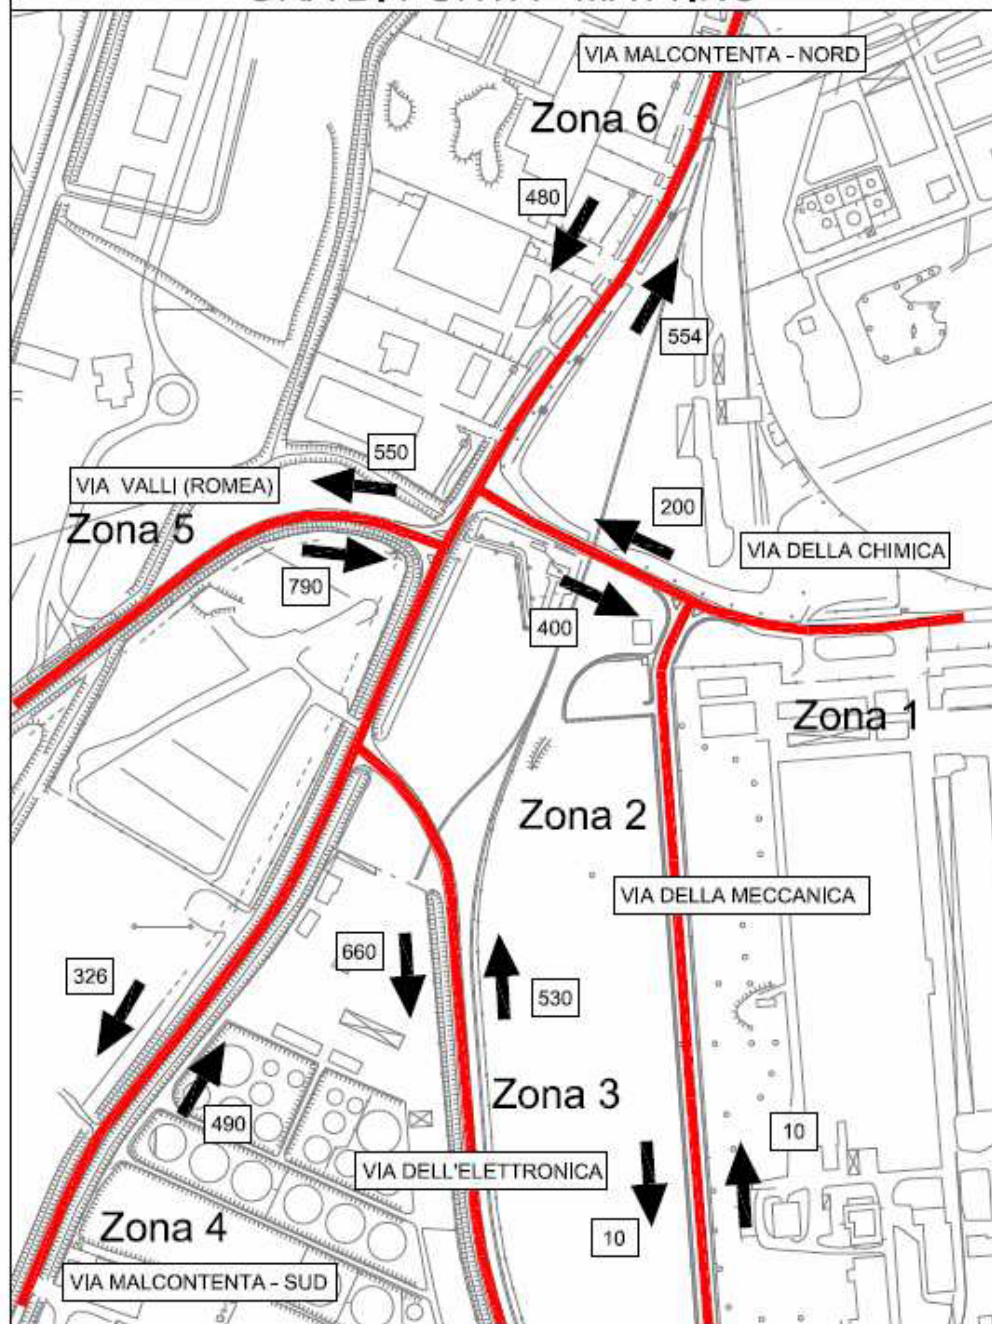 VIA MALCONTENTA - NORD
Zona 6
480
554
550
VIA VALLI (ROMEA)
Zona 5
200
VIA DELLA CHIMICA
790
400
Zona 1
Zona 2
VIA DELLA MECCANICA
326
660
530
Zona 3
490
10
VIA DELL'ELETTRONICA
Zona 4
10
VIA MALCONTENTA - SUD